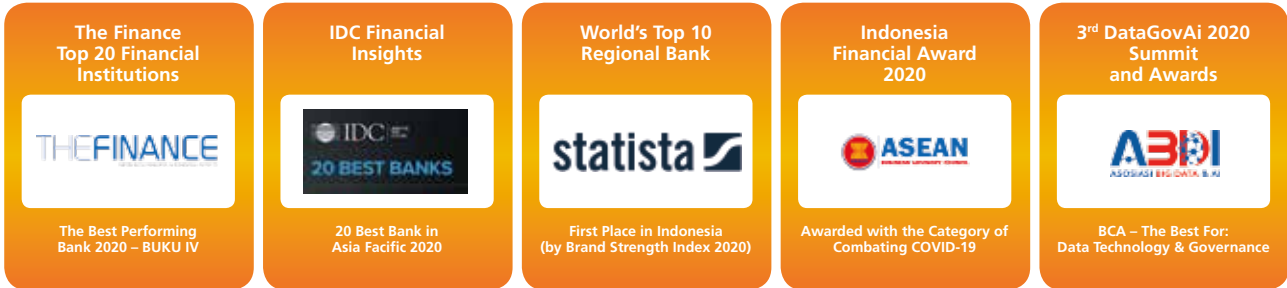 The Finance
Top 20 Financial
Institutions
THEFINANCE
The Best Performing
Bank 2020 – BUKU IV
IDC Financial
Insights
IDC
20 BEST BANKS
20 Best Bank in
Asia Facific 2020
World's Top 10
Regional Bank
statista
First Place in Indonesia
(by Brand Strength Index 2020)
Indonesia
Financial Award
2020
ASEAN
Awarded with the Category of
Combating COVID-19
3rd DataGovAi 2020
Summit
and Awards
ABDI
ASOSIASI BIG DATA & AI
BCA – The Best For:
Data Technology & Governance